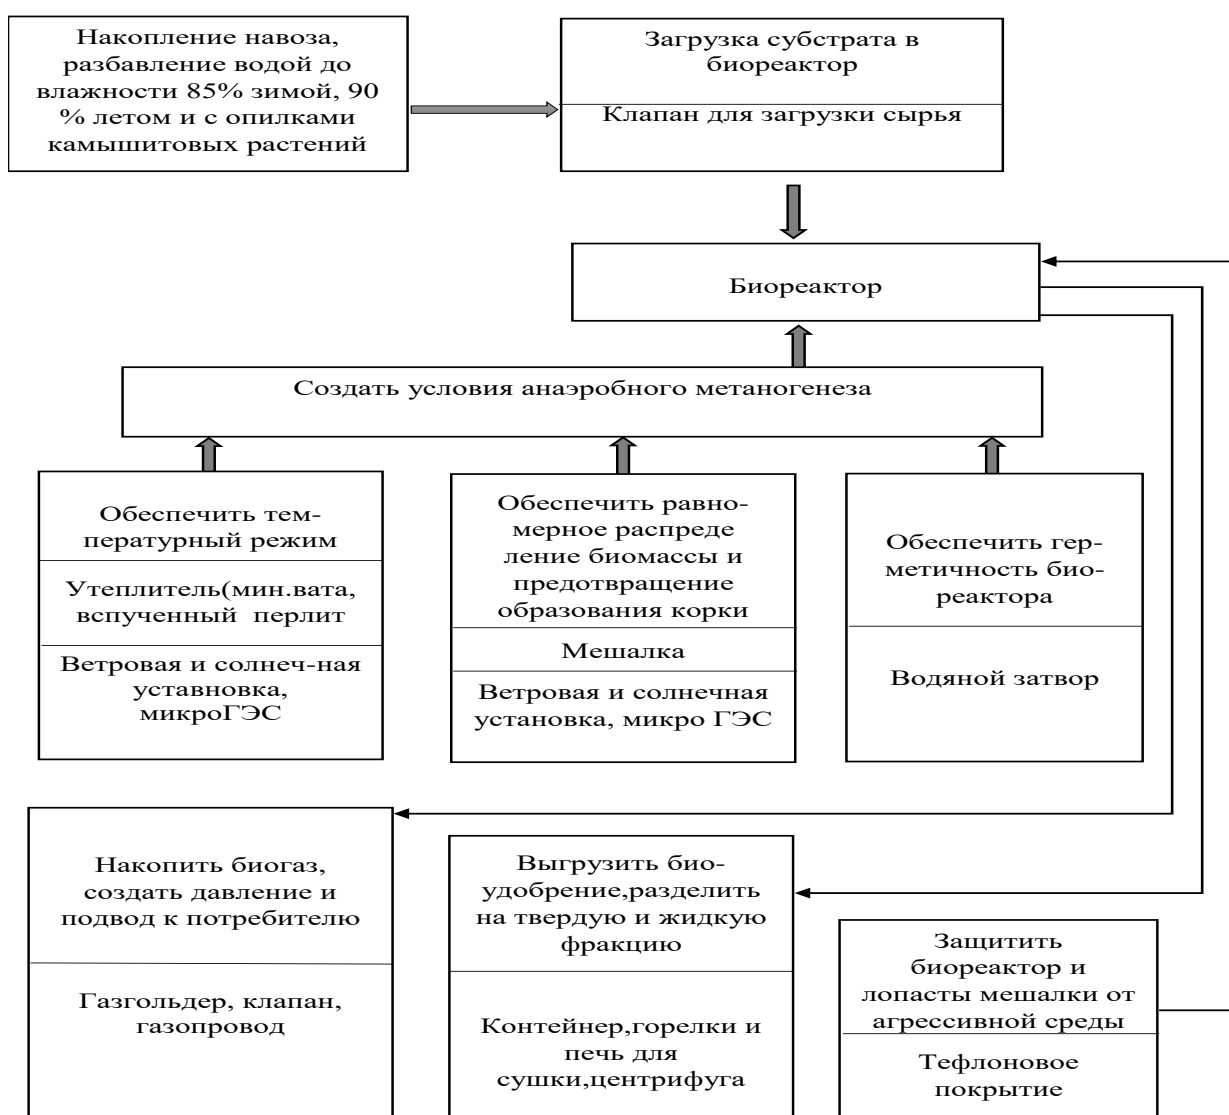 Накопление навоза,
разбавление водой до
влажности 85% зимой, 90
% летом и с опилками
камышитовых растений
Загрузка субстрата в
биореактор
Клапан для загрузки сырья
Биореактор
Создать условия анаэробного метаногенеза
Обеспечить тем-
пературный режим
Утеплитель(мин.вата,
вспученный перлит
Ветровая и солнеч-ная
уставновка,
микроГЭС
Обеспечить равно-
мерное распреде
ление биомассы и
предотвращение
образования корки
Мешалка
Ветровая и солнечная
установка, микро ГЭС
Обеспечить гер-
метичность био-
реактора
Водяной затвор
Накопить биогаз,
создать давление и
подвод к потребителю
Газгольдер, клапан,
газопровод
Выгрузить био-
удобрение,разделить
на твердую и жидкую
фракцию
Контейнер,горелки и
печь для
сушки,центрифуга
Защитить
биореактор и
лопасты мешалки от
агрессивной среды
Тефлоновое
покрытие